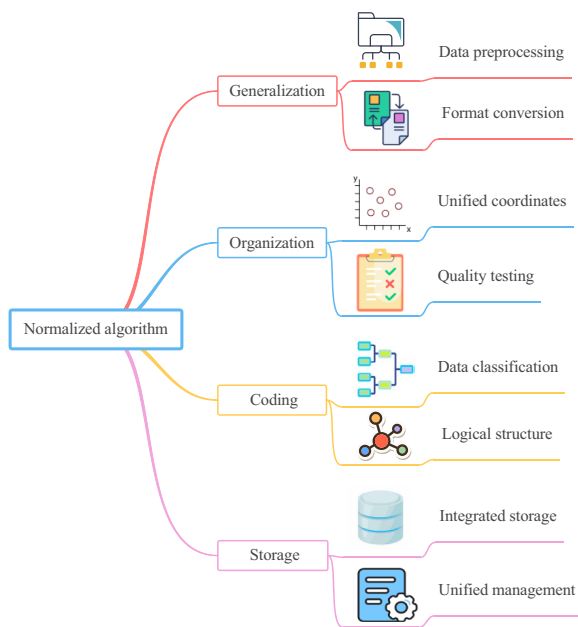 Data preprocessing
Generalization
Format conversion
y
x
Unified coordinates
Organization
Quality testing
Normalized algorithm
Data classification
Coding
Logical structure
Integrated storage
Storage
Unified management